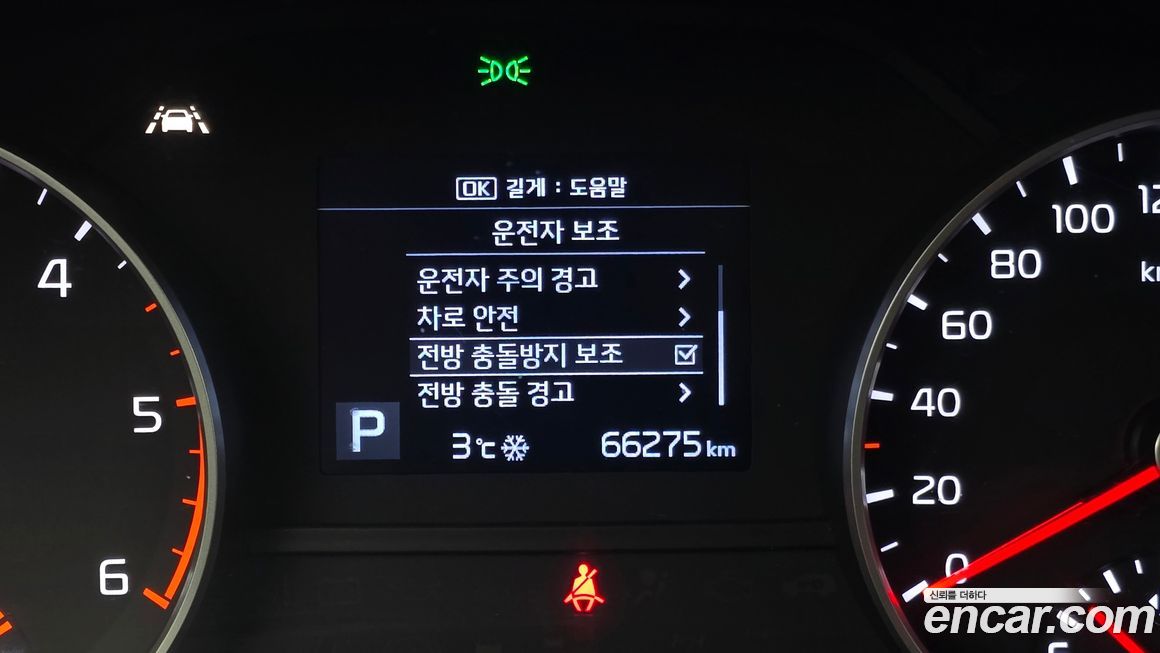 OK 길게 : 도움말
운전자 보조
운전자 주의 경고
차로 안전
전방 충돌방지 보조
전방 충돌 경고
P
3℃
66275 km
4
5
6
100
80
60
40
20
0
신뢰를 더하다
encar.com